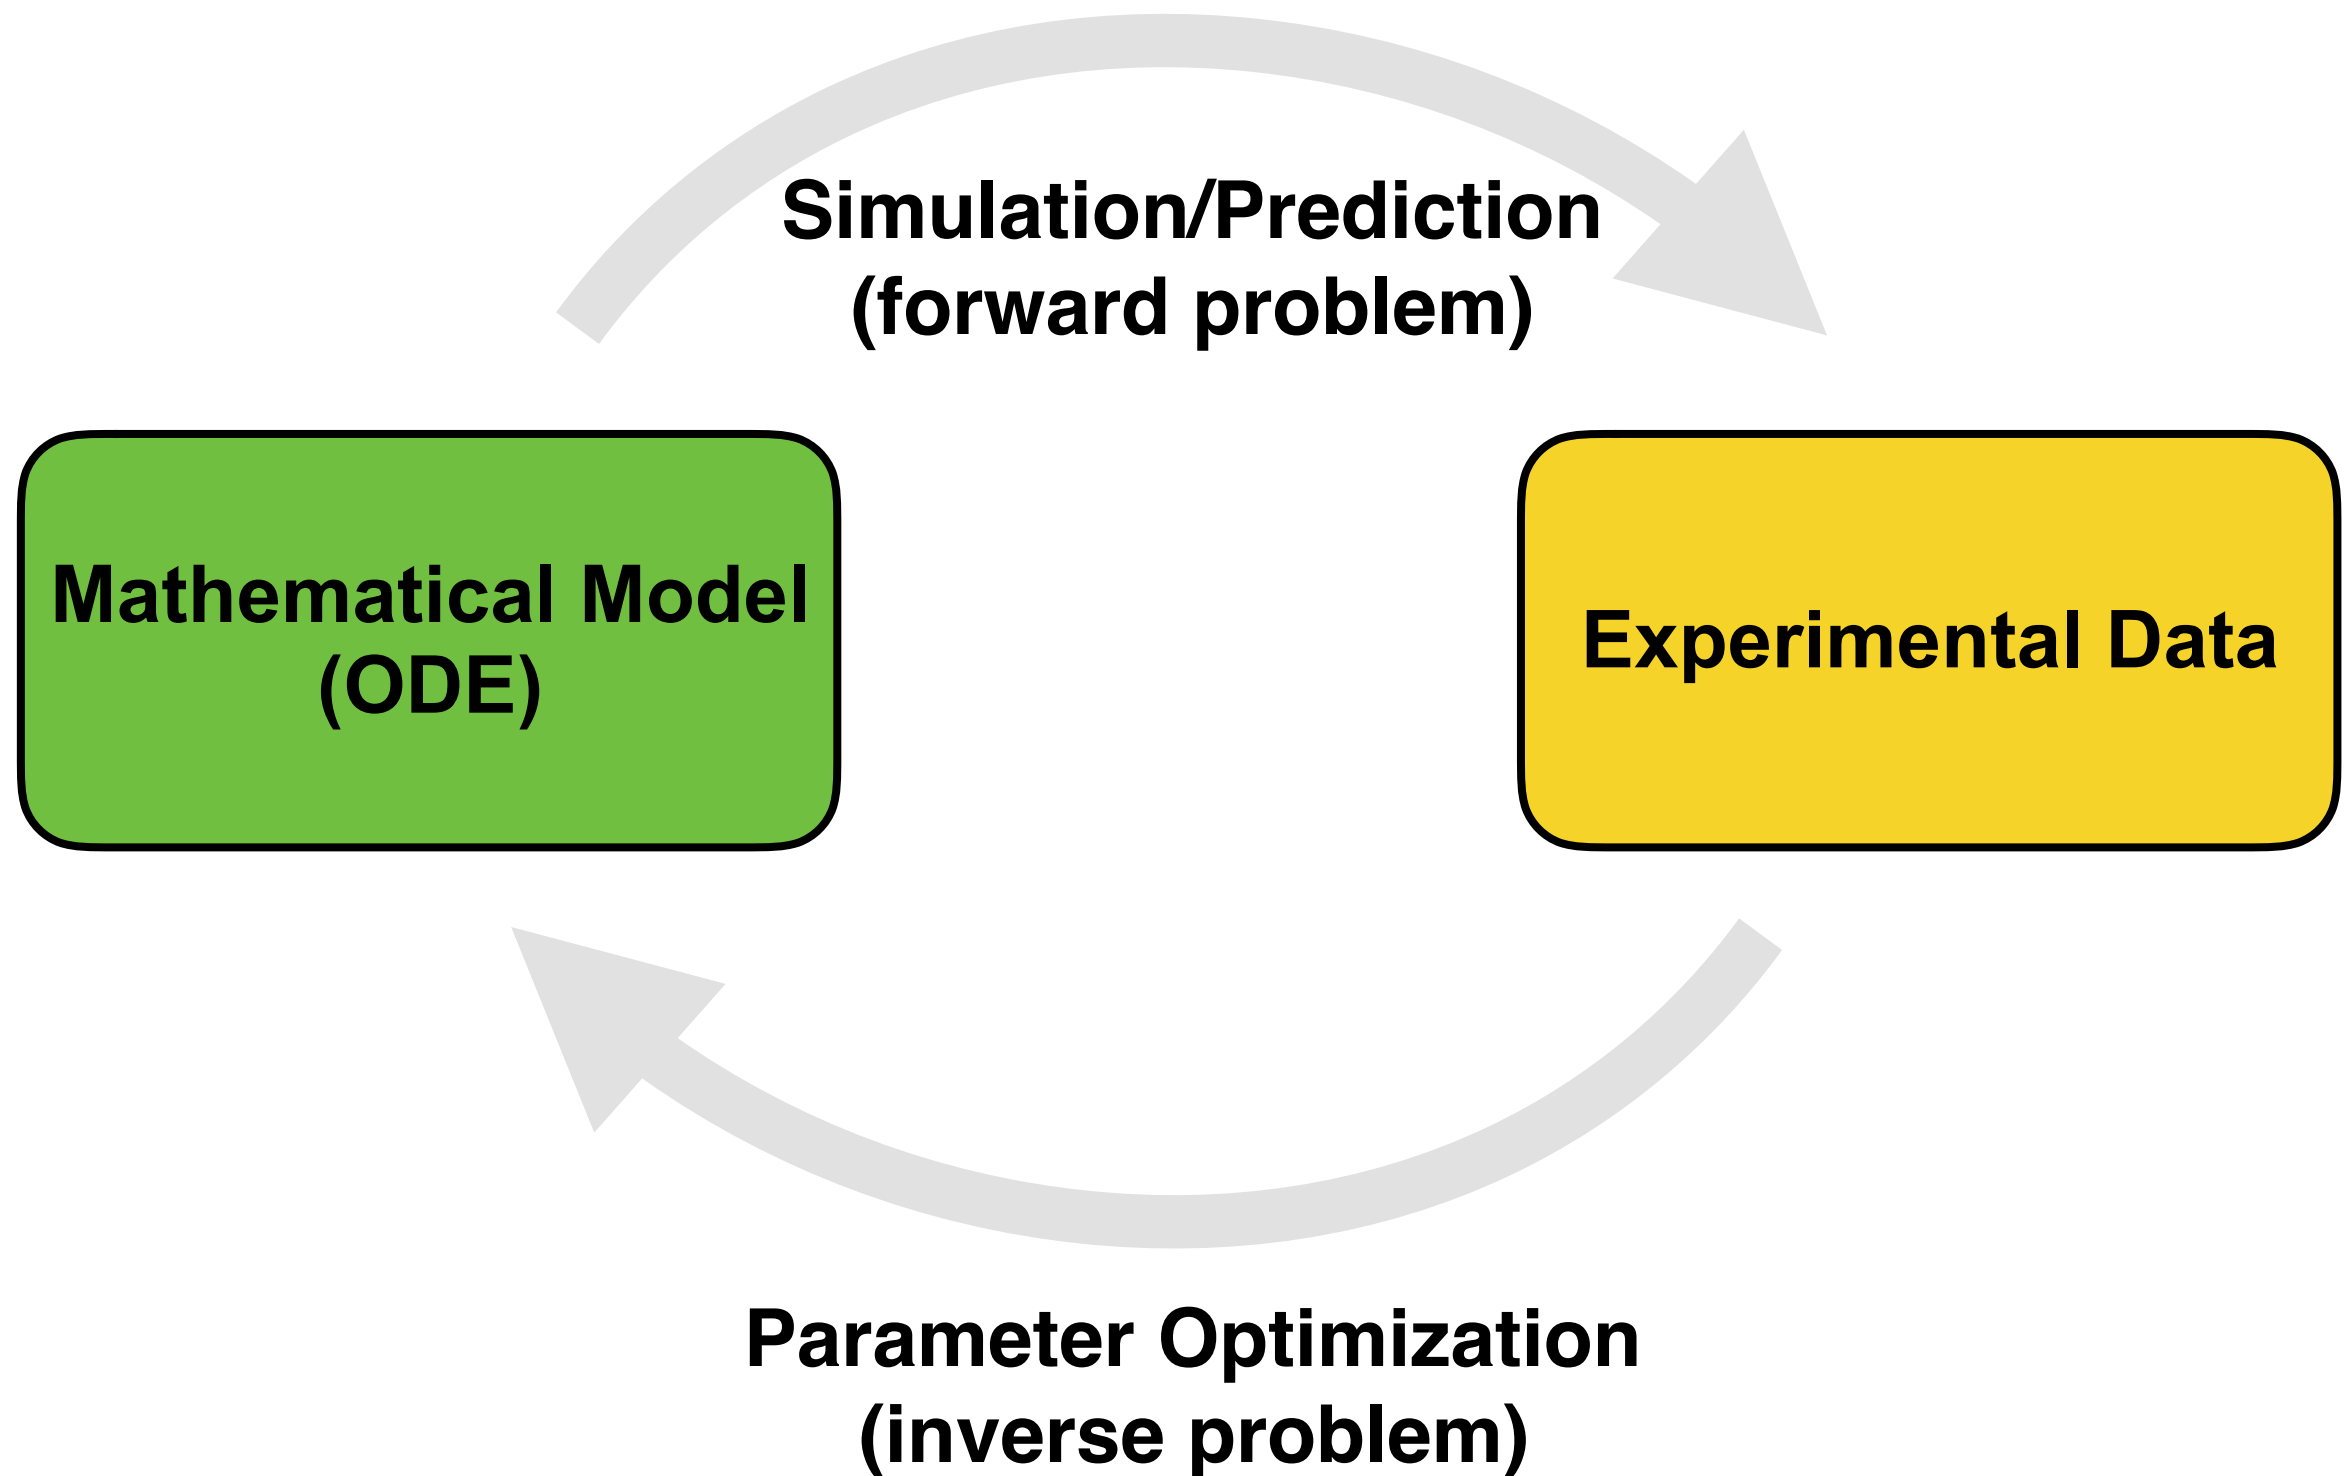 Simulation/Prediction
(forward problem)
Mathematical Model
(ODE)
Experimental Data
Parameter Optimization
(inverse problem)